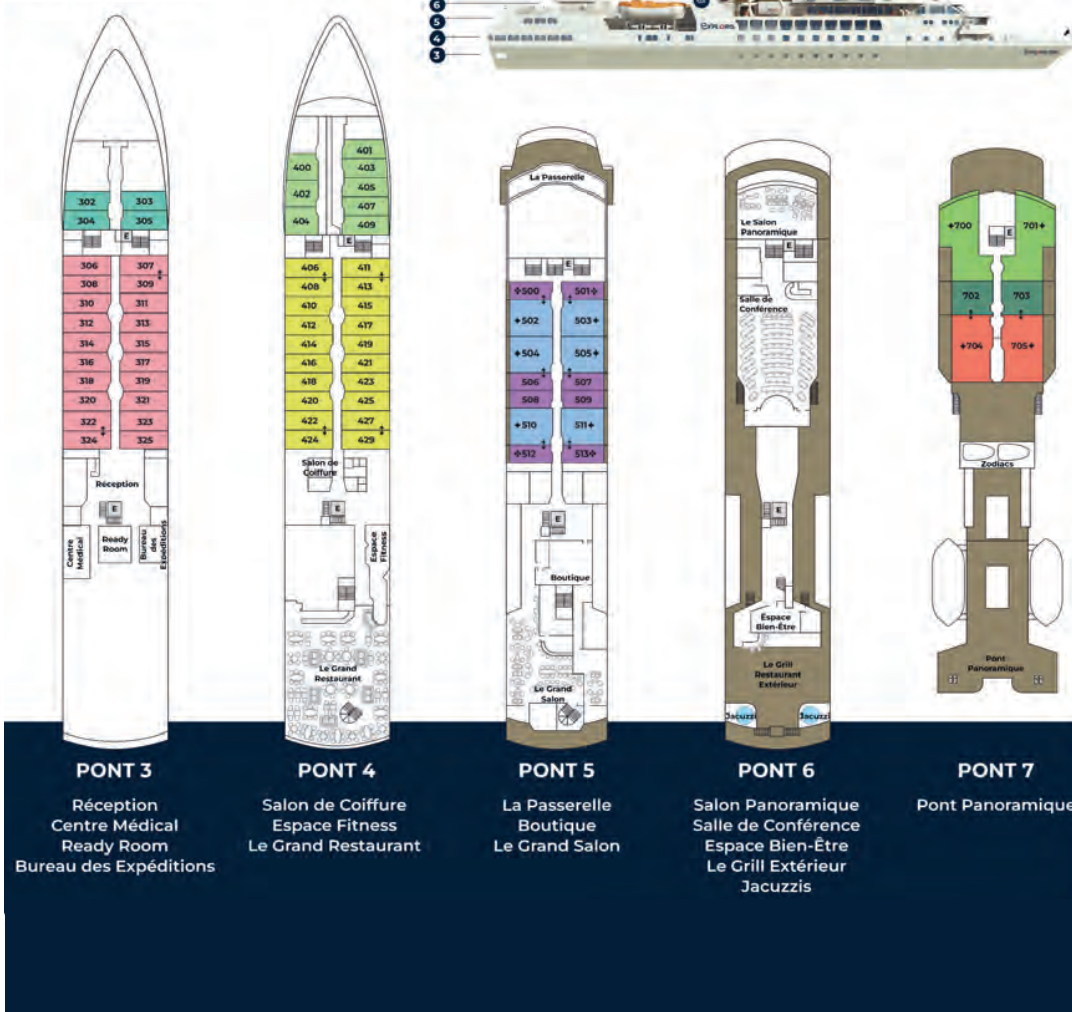 6
5
4
3
EXPLORIS
302 303
304 305
E
306 307
308 309
310 311
312 313
314 315
316 317
318 319
320 321
322 323
324 325
Réception
E
Centre Médical
Ready Room
Bureau des Expéditions
401
400 403
402 405
407
404 409
E
406 411
408 413
410 415
412 417
414 419
416 421
418 423
420 425
422 427
424 429
Salon de Coiffure
E
Espace Fitness
Le Grand Restaurant
La Passerelle
E
500 501
502 503
504 505
506 507
508 509
510 511
512 513
E
Boutique
Le Grand Salon
Le Salon Panoramique
E
Salle de Conférence
E
Espace Bien-Être
Le Grill
Restaurant
Extérieur
Jacuzzi Jacuzzi
700 701
E
702 703
704 705
Zodiacs
Pont Panoramique
PONT 3
Réception
Centre Médical
Ready Room
Bureau des Expéditions
PONT 4
Salon de Coiffure
Espace Fitness
Le Grand Restaurant
PONT 5
La Passerelle
Boutique
Le Grand Salon
PONT 6
Salon Panoramique
Salle de Conférence
Espace Bien-Être
Le Grill Extérieur
Jacuzzis
PONT 7
Pont Panoramique